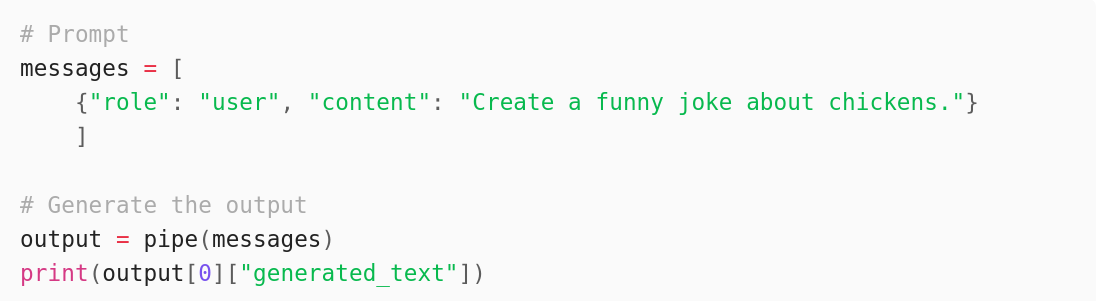 # Prompt
messages = [
    {"role": "user", "content": "Create a funny joke about chickens."}
    ]

# Generate the output
output = pipe(messages)
print(output[0]["generated_text"])